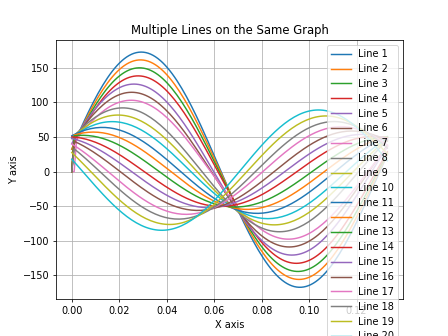 Multiple Lines on the Same Graph
Line 1
Line 2
Line 3
Line 4
Line 5
Line 6
Line 7
Line 8
Line 9
Line 10
Line 11
Line 12
Line 13
Line 14
Line 15
Line 16
Line 17
Line 18
Line 19
Line 20
150
100
50
0
−50
−100
−150
Y axis
0.00 0.02 0.04 0.06 0.08 0.10
X axis